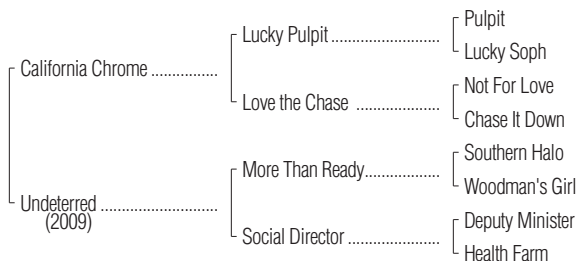 Pulpit
Lucky Pulpit
Lucky Soph
California Chrome
Not For Love
Love the Chase
Chase It Down
Southern Halo
More Than Ready
Woodman's Girl
Undeterred
(2009)
Deputy Minister
Social Director
Health Farm